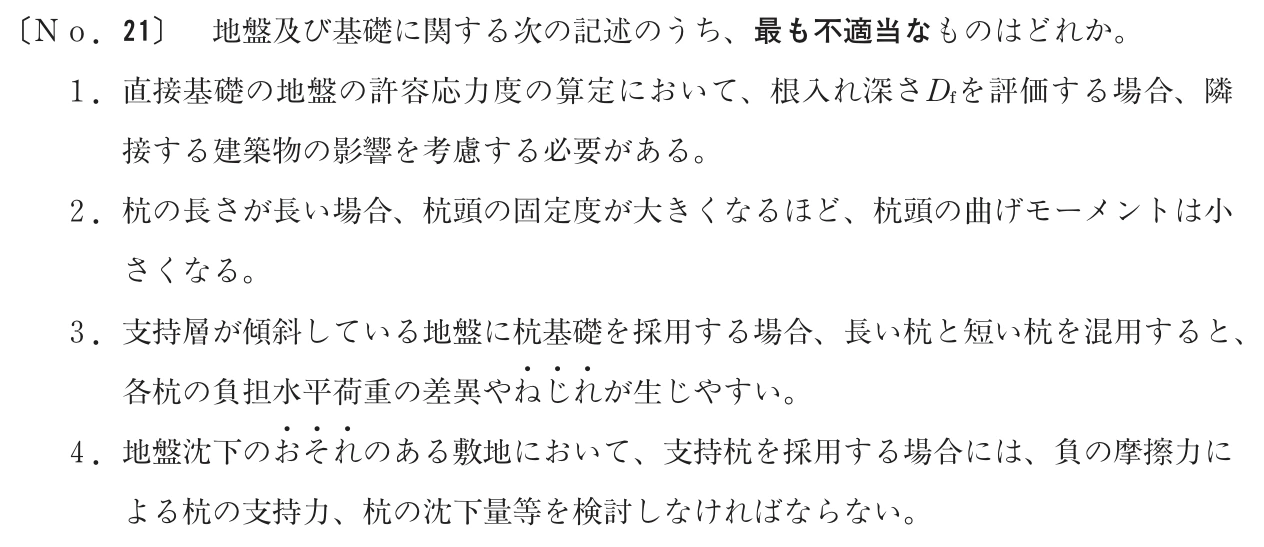 〔Ｎｏ．21〕　地盤及び基礎に関する次の記述のうち、最も不適当なものはどれか。
1．直接基礎の地盤の許容応力度の算定において、根入れ深さDfを評価する場合、隣
接する建築物の影響を考慮する必要がある。
2．杭の長さが長い場合、杭頭の固定度が大きくなるほど、杭頭の曲げモーメントは小
さくなる。
3．支持層が傾斜している地盤に杭基礎を採用する場合、長い杭と短い杭を混用すると、
各杭の負担水平荷重の差異やねじれが生じやすい。
4．地盤沈下のおそれのある敷地において、支持杭を採用する場合には、負の摩擦力に
よる杭の支持力、杭の沈下量等を検討しなければならない。